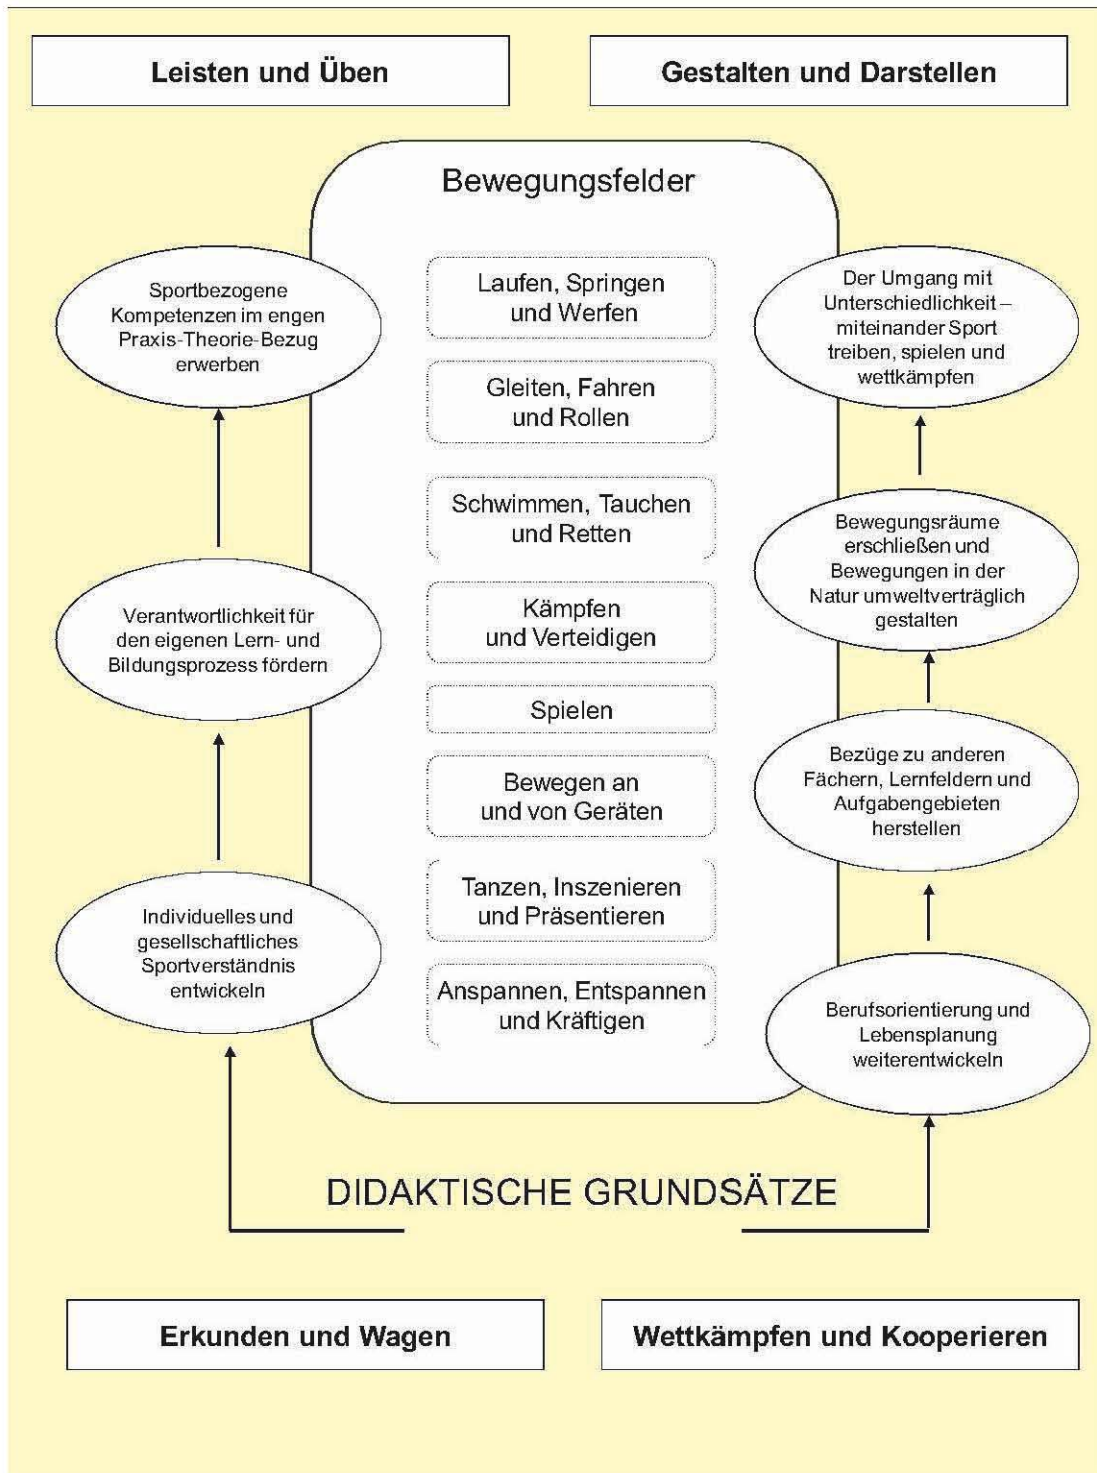 Leisten und Üben
Gestalten und Darstellen
Bewegungsfelder
Laufen, Springen
und Werfen
Gleiten, Fahren
und Rollen
Schwimmen, Tauchen
und Retten
Kämpfen
und Verteidigen
Spielen
Bewegen an
und von Geräten
Tanzen, Inszenieren
und Präsentieren
Anspannen, Entspannen
und Kräftigen
Sportbezogene
Kompetenzen im engen
Praxis-Theorie-Bezug
erwerben
Verantwortlichkeit für
den eigenen Lern- und
Bildungsprozess fördern
Individuelles und
gesellschaftliches
Sportverständnis
entwickeln
Der Umgang mit
Unterschiedlichkeit –
miteinander Sport
treiben, spielen und
wettkämpfen
Bewegungsräume
erschließen und
Bewegungen in der
Natur umweltverträglich
gestalten
Bezüge zu anderen
Fächern, Lernfeldern und
Aufgabengebieten
herstellen
Berufsorientierung und
Lebensplanung
weiterentwickeln
DIDAKTISCHE GRUNDSÄTZE
Erkunden und Wagen
Wettkämpfen und Kooperieren